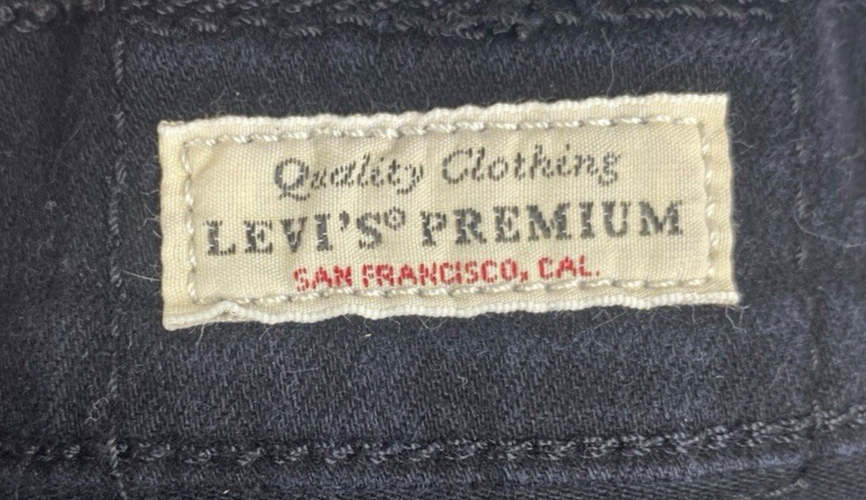 Quality Clothing
LEVI'S® PREMIUM
SAN FRANCISCO, CAL.